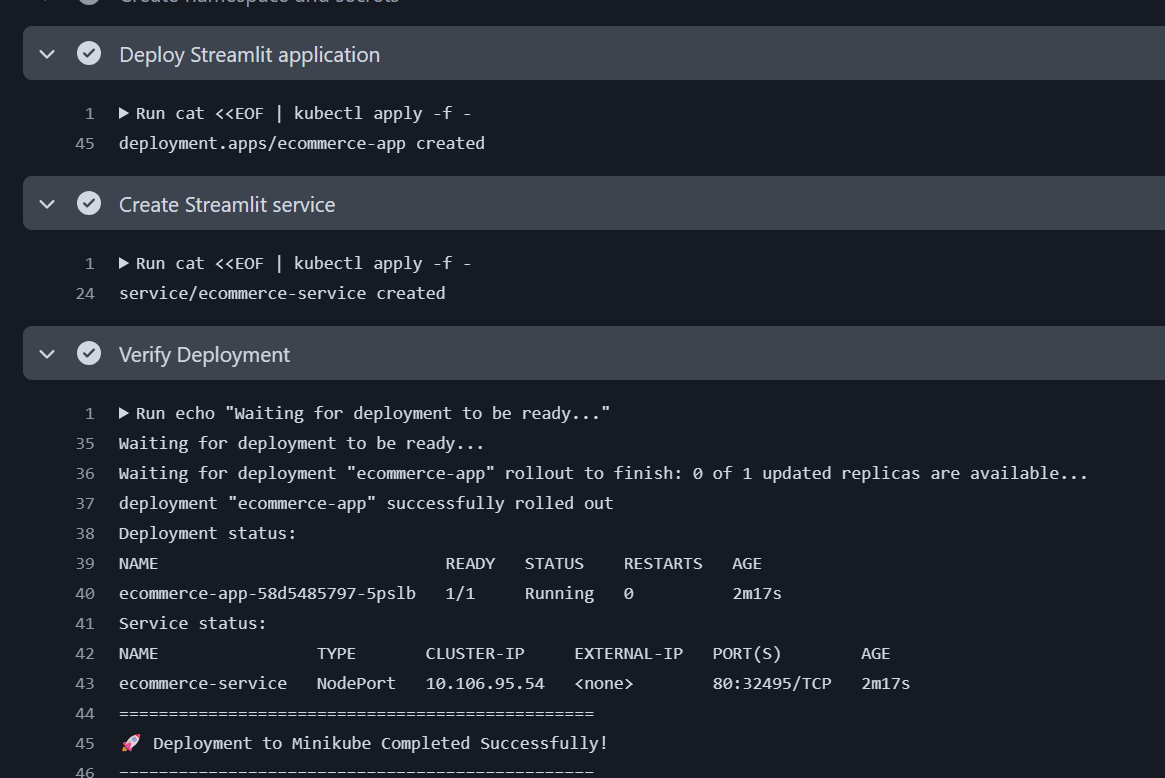 Create namespace and secrets
Deploy Streamlit application
1 ▶ Run cat <<EOF | kubectl apply -f -
45 deployment.apps/ecommerce-app created
Create Streamlit service
1 ▶ Run cat <<EOF | kubectl apply -f -
24 service/ecommerce-service created
Verify Deployment
1 ▶ Run echo "Waiting for deployment to be ready..."
35 Waiting for deployment to be ready...
36 Waiting for deployment "ecommerce-app" rollout to finish: 0 of 1 updated replicas are available...
37 deployment "ecommerce-app" successfully rolled out
38 Deployment status:
39 NAME READY STATUS RESTARTS AGE
40 ecommerce-app-58d5485797-5pslb 1/1 Running 0 2m17s
41 Service status:
42 NAME TYPE CLUSTER-IP EXTERNAL-IP PORT(S) AGE
43 ecommerce-service NodePort 10.106.95.54 <none> 80:32495/TCP 2m17s
44 ================================================
45 🚀 Deployment to Minikube Completed Successfully!
46 ================================================